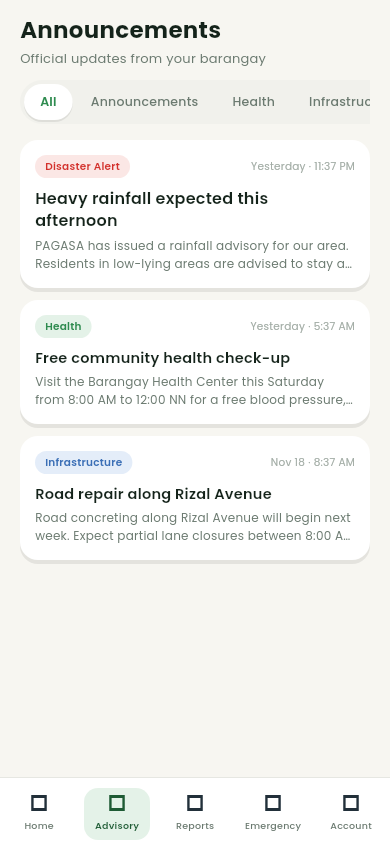 Announcements
Official updates from your barangay
All Announcements Health Infrastruc
Disaster Alert Yesterday · 11:37 PM
Heavy rainfall expected this
afternoon
PAGASA has issued a rainfall advisory for our area.
Residents in low-lying areas are advised to stay a…
Health Yesterday · 5:37 AM
Free community health check-up
Visit the Barangay Health Center this Saturday
from 8:00 AM to 12:00 NN for a free blood pressure,…
Infrastructure Nov 18 · 8:37 AM
Road repair along Rizal Avenue
Road concreting along Rizal Avenue will begin next
week. Expect partial lane closures between 8:00 A…
Home Advisory Reports Emergency Account